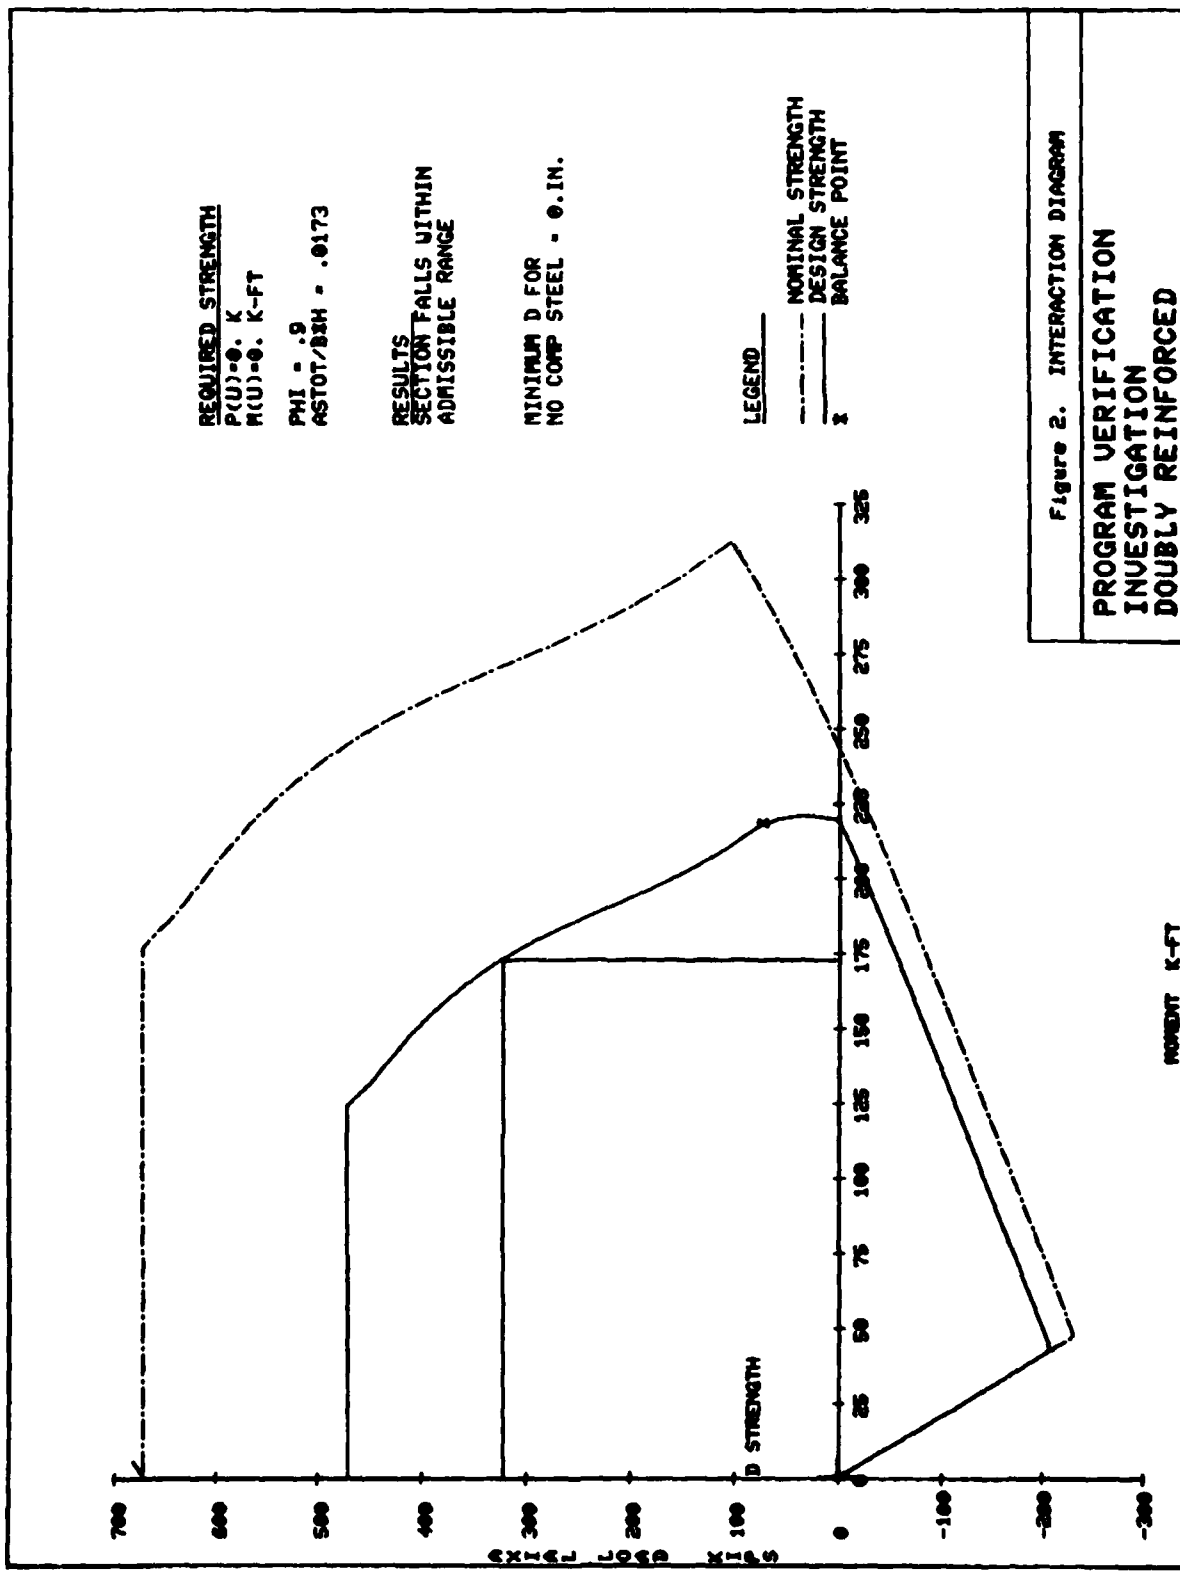 REQUIRED STRENGTH
P(U)=0. K
M(U)=0. K-FT
PHI = .9
ASTOT/B*H = .0173
RESULTS
SECTION FALLS WITHIN
ADMISSIBLE RANGE
MINIMUM D FOR
NO COMP STEEL = 0.IN.
LEGEND
NOMINAL STRENGTH
DESIGN STRENGTH
BALANCE POINT
AXIAL LOAD KIPS
700
600
500
400
300
200
100
0
-100
-200
-300
D STRENGTH
0
25
50
75
100
125
150
175
200
225
250
275
300
325
MOMENT K-FT
Figure 2. INTERACTION DIAGRAM
PROGRAM VERIFICATION
INVESTIGATION
DOUBLY REINFORCED